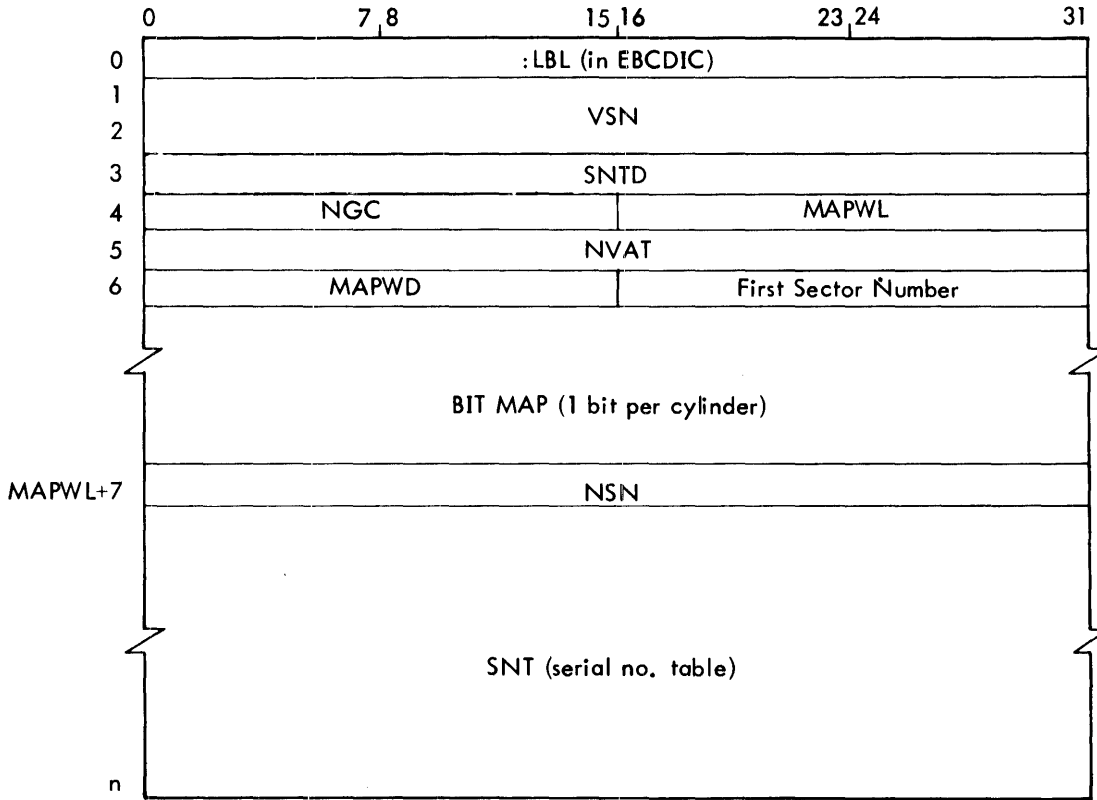 0 7 8 15 16 23 24 31
0 :LBL (in EBCDIC)
1
VSN
2
3 SNTD
4 NGC MAPWL
5 NVAT
6 MAPWD First Sector Number
BIT MAP (1 bit per cylinder)
MAPWL+7 NSN
SNT (serial no. table)
n